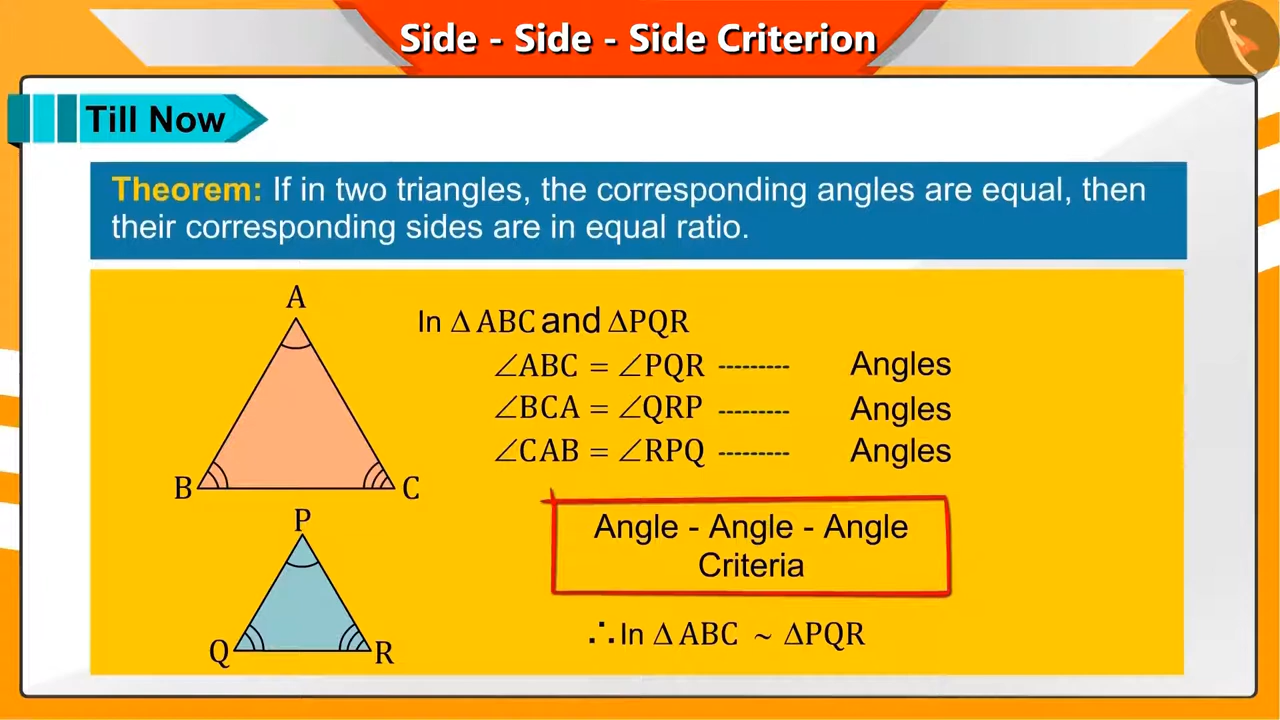 Side - Side - Side Criterion
Till Now
Theorem: If in two triangles, the corresponding angles are equal, then
their corresponding sides are in equal ratio.
A
B
C
P
Q
R
In Δ ABC and ΔPQR
∠ABC = ∠PQR --------- Angles
∠BCA = ∠QRP --------- Angles
∠CAB = ∠RPQ --------- Angles
Angle - Angle - Angle
Criteria
∴ In Δ ABC ~ ΔPQR